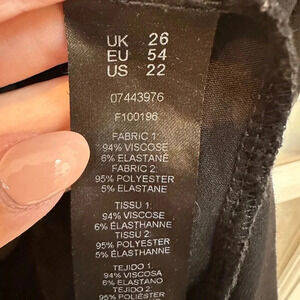 UK 26
EU 54
US 22
07443976
F100196
FABRIC 1:
94% VISCOSE
6% ELASTANE
FABRIC 2:
95% POLYESTER
5% ELASTANE
TISSU 1:
94% VISCOSE
6% ÉLASTHANNE
TISSU 2:
95% POLYESTER
5% ÉLASTHANNE
TEJIDO 1:
94% VISCOSA
6% ELASTANO
TEJIDO 2:
95% POLIÉSTER